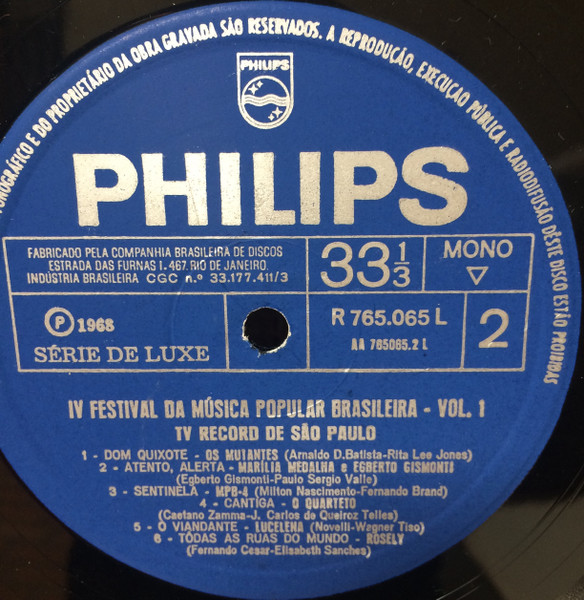 FONOGRÁFICO E DO PROPRIETÁRIO DA OBRA GRAVADA SÃO RESERVADOS. A REPRODUÇÃO, EXECUÇÃO PÚBLICA E RADIODIFUSÃO DÊSTE DISCO ESTÃO PROIBIDAS
PHILIPS
PHILIPS
FABRICADO PELA COMPANHIA BRASILEIRA DE DISCOS
ESTRADA DAS FURNAS 1.467. RIO DE JANEIRO.
INDÚSTRIA BRASILEIRA CGC n.º 33.177.411/3
33 1/3
MONO
℗ 1968
SÉRIE DE LUXE
R 765.065 L
AA 765065.2 L
2
IV FESTIVAL DA MÚSICA POPULAR BRASILEIRA - VOL. 1
TV RECORD DE SÃO PAULO
1 - DOM QUIXOTE - OS MUTANTES (Arnaldo D.Batista-Rita Lee Jones)
2 - ATENTO, ALERTA - MARÍLIA MEDALHA e EGBERTO GISMONTI
(Egberto Gismonti-Paulo Sergio Valle)
3 - SENTINELA - MPB-4 (Milton Nascimento-Fernando Brand)
4 - CANTIGA - O QUARTETO
(Caetano Zamma-J. Carlos de Queiroz Telles)
5 - O VIANDANTE - LUCELENA (Novelli-Wagner Tiso)
6 - TÔDAS AS RUAS DO MUNDO - ROSELY
(Fernando Cesar-Elisabeth Sanches)